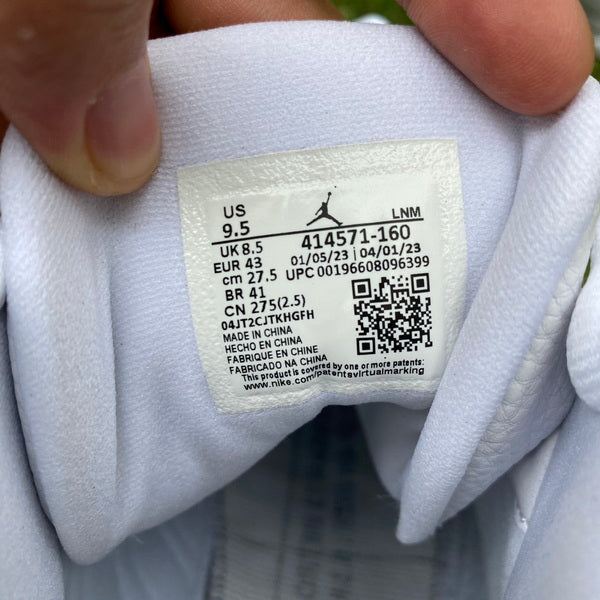 US
9.5
LNM
UK 8.5
414571-160
EUR 43
01/05/23 | 04/01/23
cm 27.5
UPC 00196608096399
BR 41
CN 275(2.5)
04JT2CJTKHGFH
MADE IN CHINA
HECHO EN CHINA
FABRIQUE EN CHINE
FABRICADO NA CHINA
This product is covered by one or more patents:
www.nike.com/patentsvirtualmarking